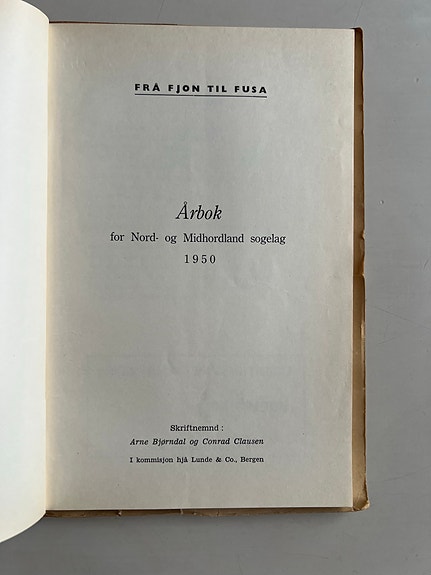 FRÅ FJON TIL FUSA
Årbok
for Nord- og Midhordland sogelag
1950
Skriftnemnd :
Arne Bjørndal og Conrad Clausen
I kommisjon hjå Lunde & Co., Bergen